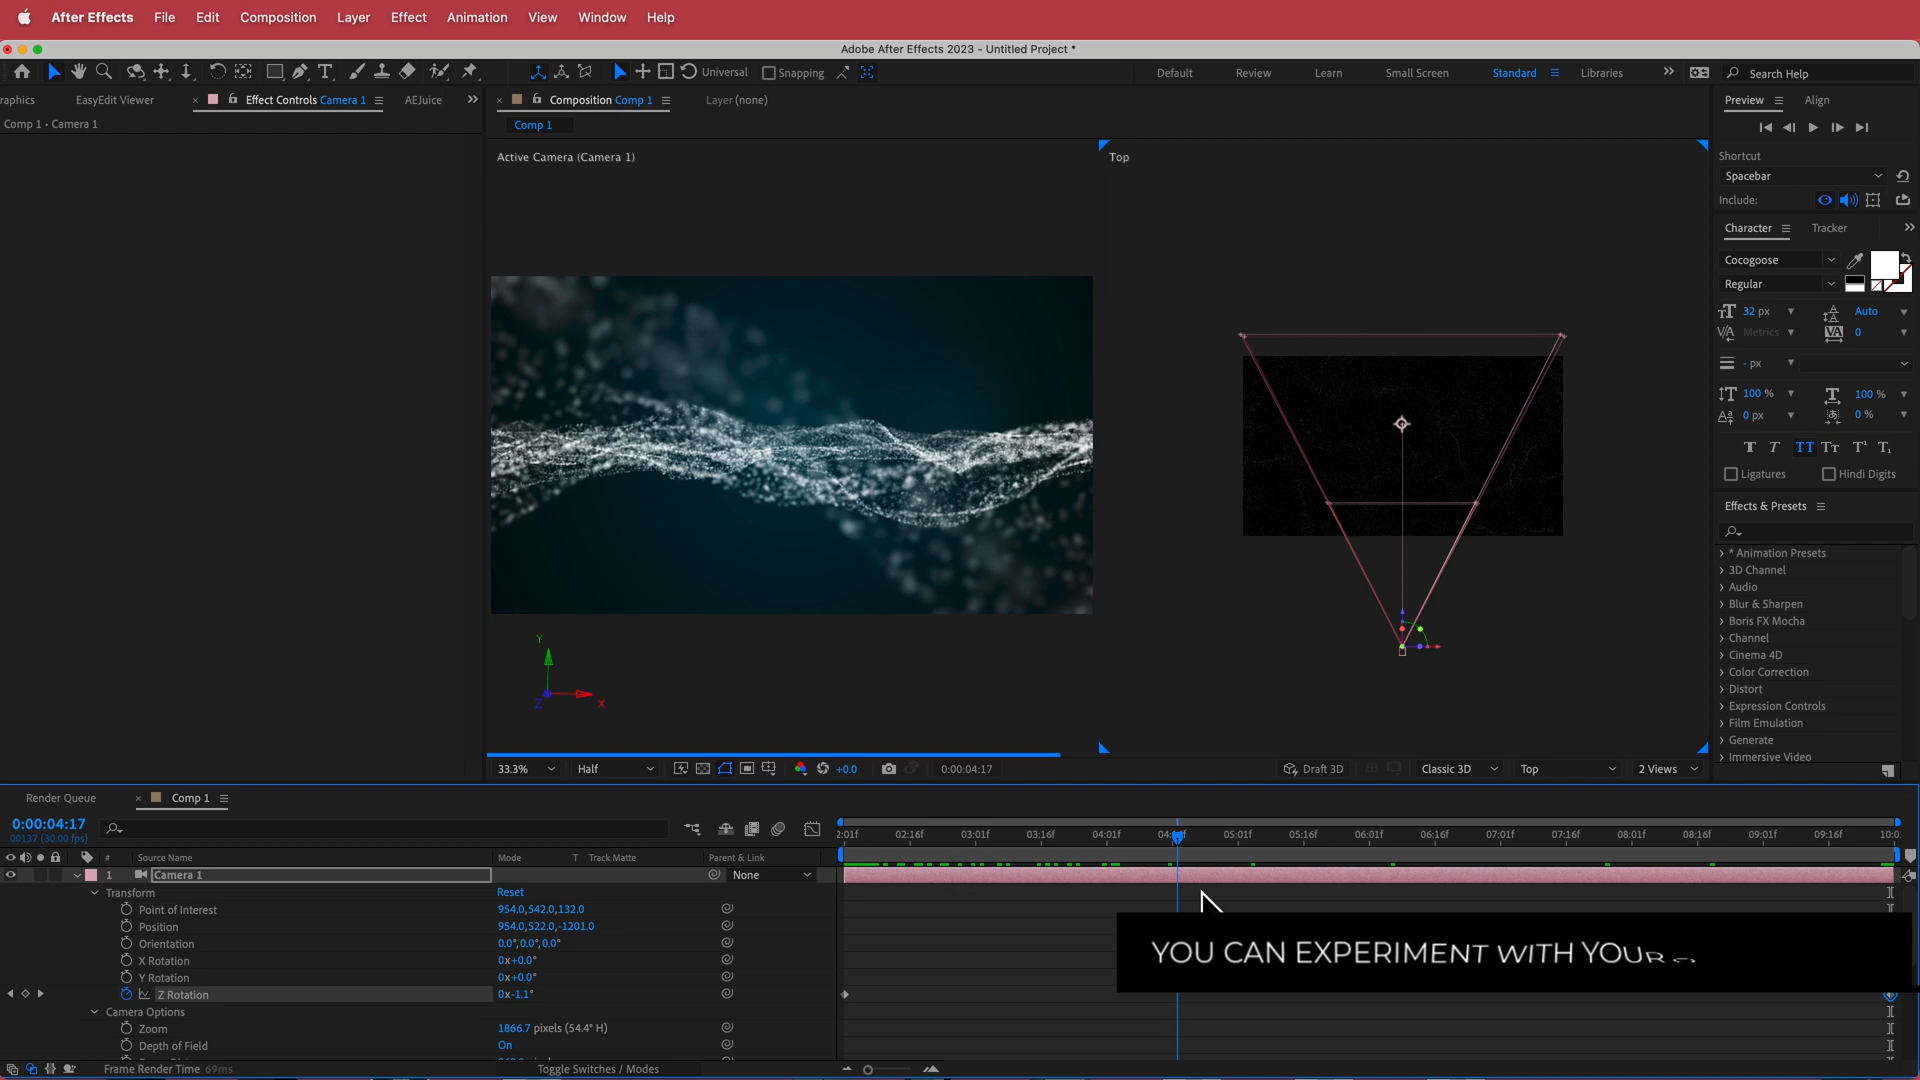 After Effects File Edit Composition Layer Effect Animation View Window Help
Adobe After Effects 2023 - Untitled Project *
Universal Snapping Default Review Learn Small Screen Standard Libraries Search Help
raphics EasyEdit Viewer Effect Controls Camera 1 AEJuice Composition Comp 1 Layer (none) Preview Align
Comp 1 • Camera 1
Comp 1
Active Camera (Camera 1)
Top
Shortcut
Spacebar
Include:
Character Tracker
Cocogoose
Regular
32 px Auto
Metrics 0
- px
100 % 100 %
0 px 0 %
Ligatures Hindi Digits
Effects & Presets
* Animation Presets
3D Channel
Audio
Blur & Sharpen
Boris FX Mocha
Channel
Cinema 4D
Color Correction
Distort
Expression Controls
Film Emulation
Generate
Immersive Video
Y
Z X
33.3% Half +0.0 0:00:04:17 Draft 3D Classic 3D Top 2 Views
Render Queue Comp 1
0:00:04:17
00137 (30.00 fps)
2:01f 02:16f 03:01f 03:16f 04:01f 05:01f 05:16f 06:01f 06:16f 07:01f 07:16f 08:01f 08:16f 09:01f 09:16f 10:0
# Source Name Mode T Track Matte Parent & Link
1 Camera 1 None
Transform Reset
Point of Interest 954.0,542.0,132.0
Position 954.0,522.0,-1201.0
Orientation 0.0°,0.0°,0.0°
X Rotation 0x+0.0°
Y Rotation 0x+0.0°
Z Rotation 0x-1.1°
Camera Options
Zoom 1866.7 pixels (54.4° H)
Depth of Field On
YOU CAN EXPERIMENT WITH YOUR
Frame Render Time 69ms Toggle Switches / Modes